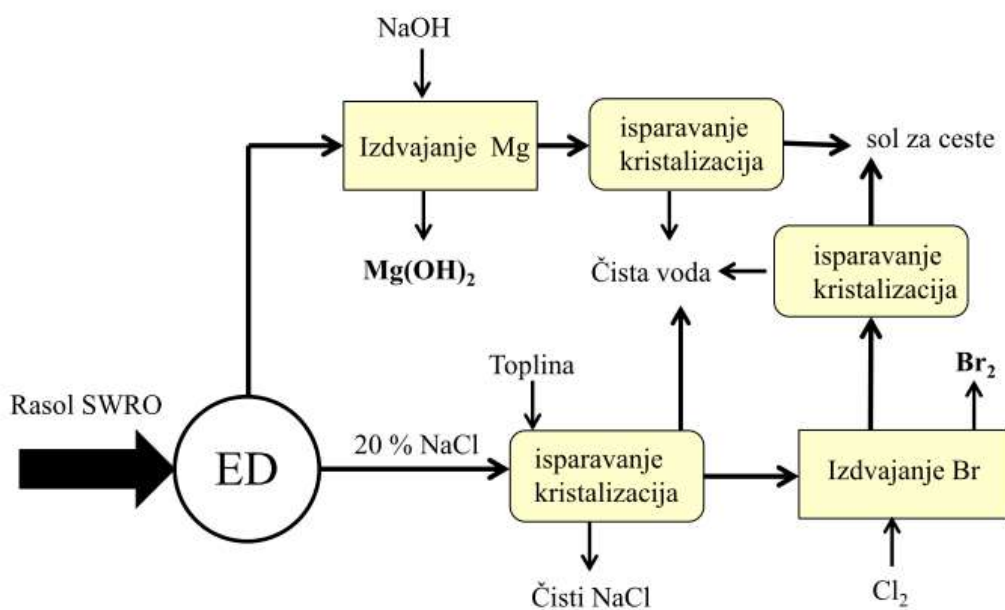 NaOH
Izdvajanje Mg
isparavanje
kristalizacija
sol za ceste
Mg(OH)₂
Čista voda
isparavanje
kristalizacija
Toplina
Br₂
Rasol SWRO
ED
20 % NaCl
isparavanje
kristalizacija
Izdvajanje Br
Čisti NaCl
Cl₂